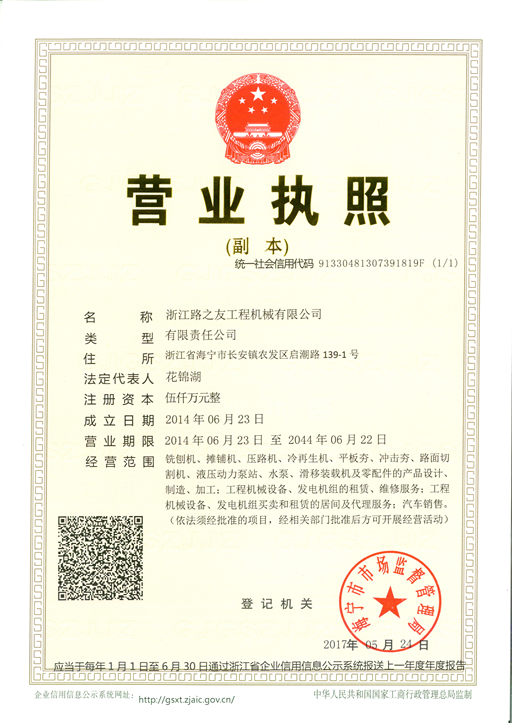 营业执照
(副 本)
统一社会信用代码 91330481307391819F (1/1)
名 称 浙江路之友工程机械有限公司
类 型 有限责任公司
住 所 浙江省海宁市长安镇农发区启潮路 139-1 号
法定代表人 花锦湖
注册资本 伍仟万元整
成立日期 2014 年 06 月 23 日
营业期限 2014 年 06 月 23 日 至 2044 年 06 月 22 日
经营范围 铣刨机、摊铺机、压路机、冷再生机、平板夯、冲击夯、路面切
割机、液压动力泵站、水泵、滑移装载机及零配件的产品设计、
制造、加工；工程机械设备、发电机组的租赁、维修服务；工程
机械设备、发电机组买卖和租赁的居间及代理服务；汽车销售。
（依法须经批准的项目，经相关部门批准后方可开展经营活动）
登记机关
海宁市市场监督管理局
2017年 05 月 24 日
应当于每年 1 月 1 日至 6 月 30 日通过浙江省企业信用信息公示系统报送上一年度年度报告
企业信用信息公示系统网址： http://gsxt.zjaic.gov.cn/ 中华人民共和国国家工商行政管理总局监制